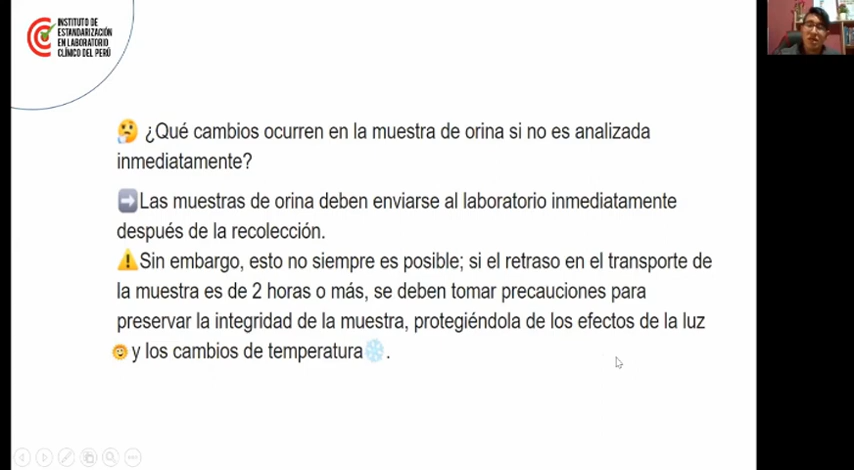 INSTITUTO DE
ESTANDARIZACIÓN
EN LABORATORIO
CLÍNICO DEL PERÚ
🤔 ¿Qué cambios ocurren en la muestra de orina si no es analizada
inmediatamente?
➡️Las muestras de orina deben enviarse al laboratorio inmediatamente
después de la recolección.
⚠️Sin embargo, esto no siempre es posible; si el retraso en el transporte de
la muestra es de 2 horas o más, se deben tomar precauciones para
preservar la integridad de la muestra, protegiéndola de los efectos de la luz
🌞y los cambios de temperatura❄️.